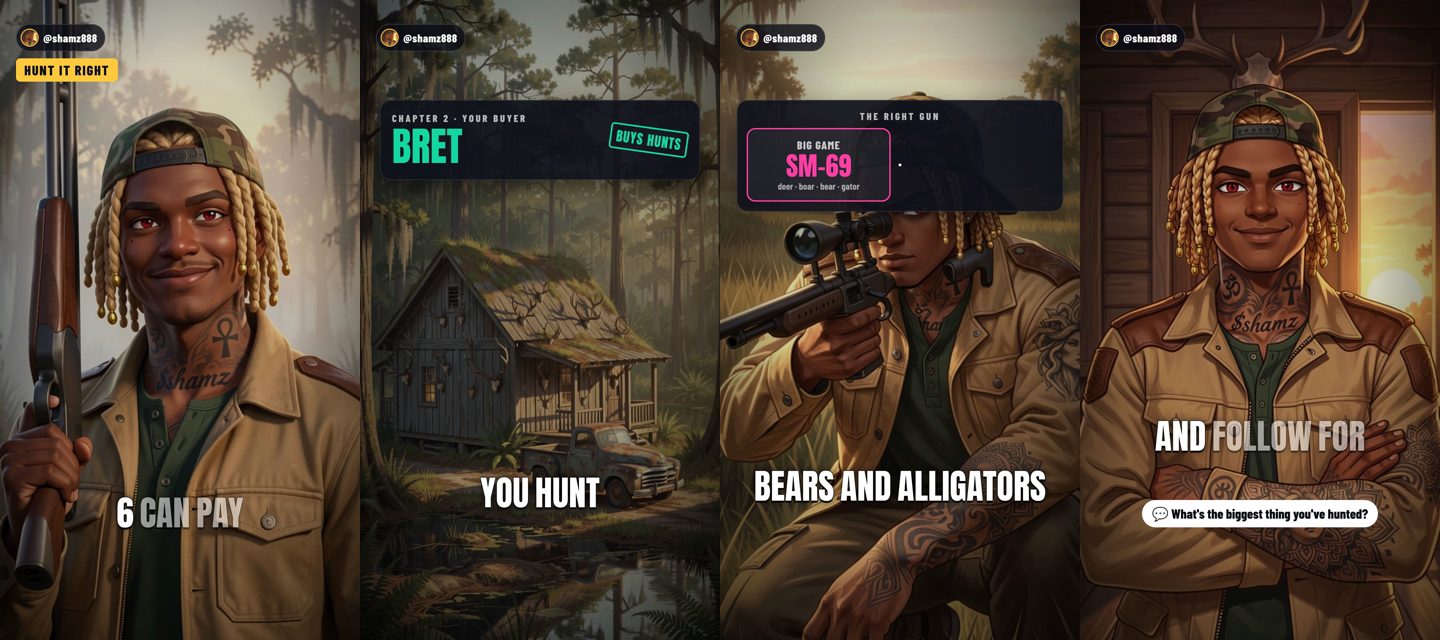 @shamz888
HUNT IT RIGHT
$shamz
6 CAN PAY
@shamz888
CHAPTER 2 · YOUR BUYER
BRET
BUYS HUNTS
YOU HUNT
@shamz888
THE RIGHT GUN
BIG GAME
SM-69
deer · boar · bear · gator
BEARS AND ALLIGATORS
@shamz888
$shamz
AND FOLLOW FOR
💬 What's the biggest thing you've hunted?